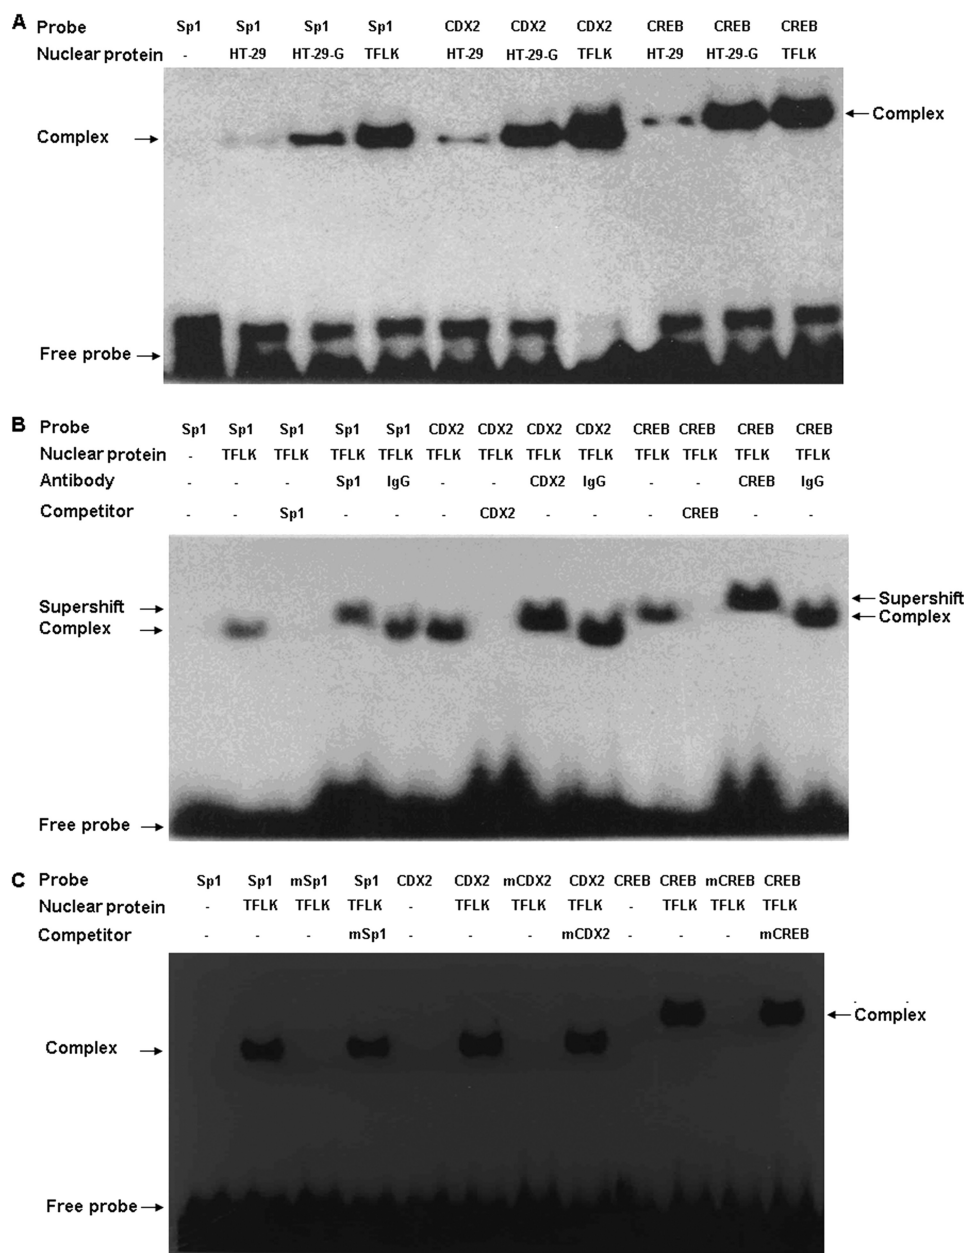 A Probe Sp1 Sp1 Sp1 Sp1 CDX2 CDX2 CDX2 CREB CREB CREB
Nuclear protein - HT-29 HT-29-G TFLK HT-29 HT-29-G TFLK HT-29 HT-29-G TFLK
Complex
Complex
Free probe
B Probe Sp1 Sp1 Sp1 Sp1 Sp1 CDX2 CDX2 CDX2 CDX2 CREB CREB CREB CREB
Nuclear protein - TFLK TFLK TFLK TFLK TFLK TFLK TFLK TFLK TFLK TFLK TFLK TFLK
Antibody - - - Sp1 IgG - - CDX2 IgG - - CREB IgG
Competitor - - Sp1 - - - CDX2 - - - CREB - -
Supershift
Complex
Supershift
Complex
Free probe
C Probe Sp1 Sp1 mSp1 Sp1 CDX2 CDX2 mCDX2 CDX2 CREB CREB mCREB CREB
Nuclear protein - TFLK TFLK TFLK - TFLK TFLK TFLK - TFLK TFLK TFLK
Competitor - - - mSp1 - - - mCDX2 - - - mCREB
Complex
Complex
Free probe